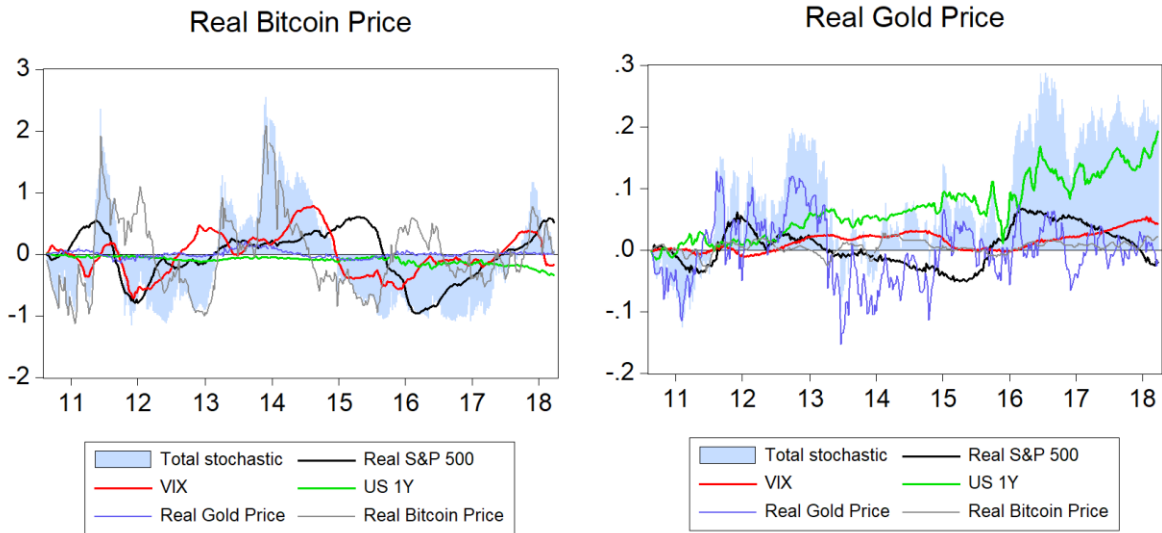 Real Bitcoin Price
3
2
1
0
-1
-2
11 12 13 14 15 16 17 18
Total stochastic Real S&P 500
VIX US 1Y
Real Gold Price Real Bitcoin Price
Real Gold Price
.3
.2
.1
.0
-.1
-.2
11 12 13 14 15 16 17 18
Total stochastic Real S&P 500
VIX US 1Y
Real Gold Price Real Bitcoin Price